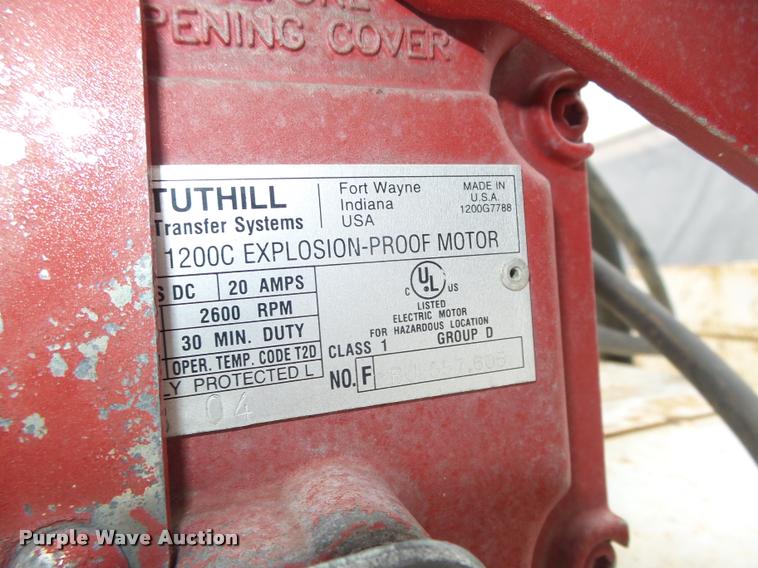 PENING COVER
TUTHILL
Transfer Systems
Fort Wayne
Indiana
USA
MADE IN
U.S.A.
1200G7788
1200C EXPLOSION-PROOF MOTOR
S DC 20 AMPS
2600 RPM
30 MIN. DUTY
OPER. TEMP. CODE T2D
LY PROTECTED L
04
C UL US
LISTED
ELECTRIC MOTOR
FOR HAZARDOUS LOCATION
CLASS 1 GROUP D
NO. F
Purple Wave Auction